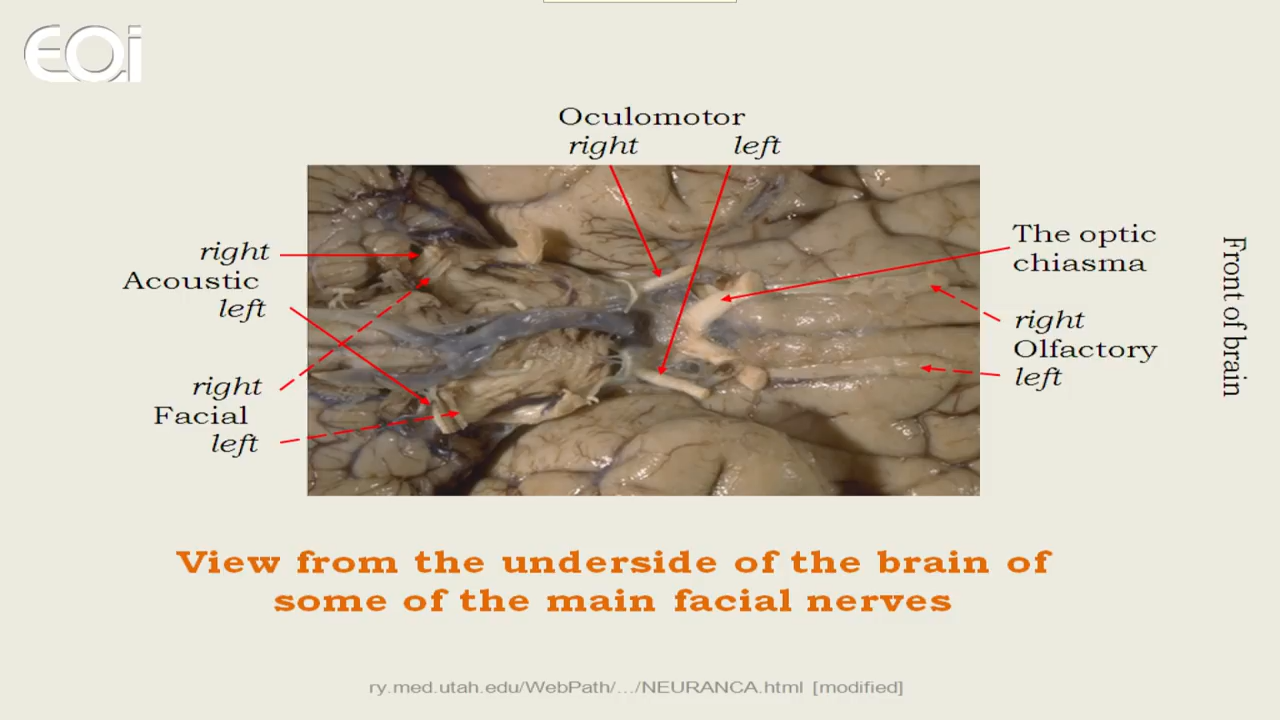 EOi
Oculomotor
right left
right
Acoustic
left
right
Facial
left
The optic
chiasma
right
Olfactory
left
Front of brain
View from the underside of the brain of
some of the main facial nerves
ry.med.utah.edu/WebPath/.../NEURANCA.html [modified]